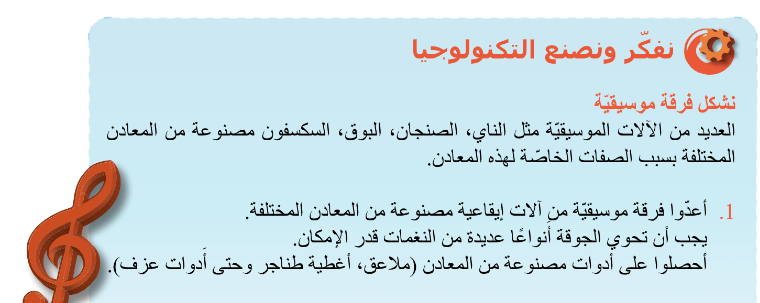 نفكّر ونصنع التكنولوجيا
نشكل فرقة موسيقيّة
العديد من الآلات الموسيقيّة مثل الناي، الصنجان، البوق، السكسفون مصنوعة من المعادن
المختلفة بسبب الصفات الخاصّة لهذه المعادن.
1. أعدّوا فرقة موسيقيّة من آلات إيقاعية مصنوعة من المعادن المختلفة.
يجب أن تحوي الجوقة أنواعًا عديدة من النغمات قدر الإمكان.
أحصلوا على أدوات مصنوعة من المعادن (ملاعق، أغطية طناجر وحتى أدوات عزف).